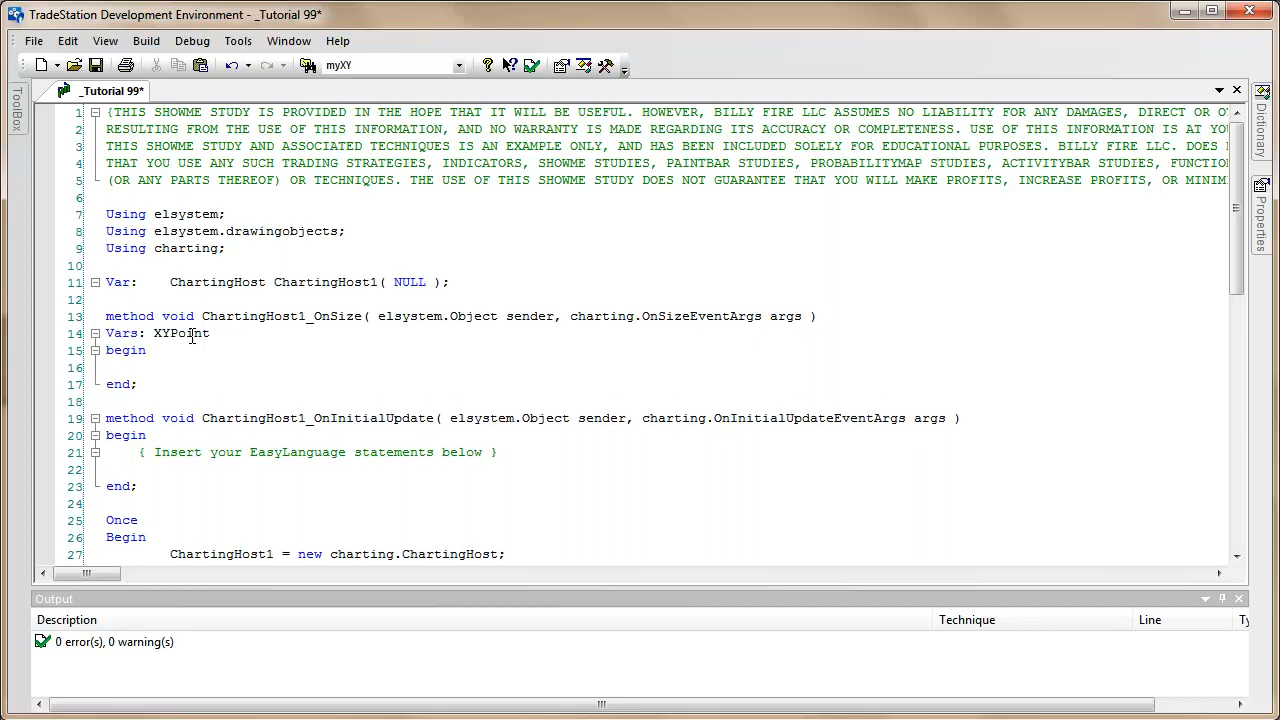 TradeStation Development Environment - _Tutorial 99*
File Edit View Build Debug Tools Window Help
myXY
_Tutorial 99*
ToolBox
Dictionary
Properties
1 {THIS SHOWME STUDY IS PROVIDED IN THE HOPE THAT IT WILL BE USEFUL. HOWEVER, BILLY FIRE LLC ASSUMES NO LIABILITY FOR ANY DAMAGES, DIRECT OR
2 RESULTING FROM THE USE OF THIS INFORMATION, AND NO WARRANTY IS MADE REGARDING ITS ACCURACY OR COMPLETENESS. USE OF THIS INFORMATION IS AT
3 THIS SHOWME STUDY AND ASSOCIATED TECHNIQUES IS AN EXAMPLE ONLY, AND HAS BEEN INCLUDED SOLELY FOR EDUCATIONAL PURPOSES. BILLY FIRE LLC. DOES
4 THAT YOU USE ANY SUCH TRADING STRATEGIES, INDICATORS, SHOWME STUDIES, PAINTBAR STUDIES, PROBABILITYMAP STUDIES, ACTIVITYBAR STUDIES, FUNCTIO
5 (OR ANY PARTS THEREOF) OR TECHNIQUES. THE USE OF THIS SHOWME STUDY DOES NOT GUARANTEE THAT YOU WILL MAKE PROFITS, INCREASE PROFITS, OR MINIMI
6
7 Using elsystem;
8 Using elsystem.drawingobjects;
9 Using charting;
10
11 Var: ChartingHost ChartingHost1( NULL );
12
13 method void ChartingHost1_OnSize( elsystem.Object sender, charting.OnSizeEventArgs args )
14 Vars: XYPoint
15 begin
16
17 end;
18
19 method void ChartingHost1_OnInitialUpdate( elsystem.Object sender, charting.OnInitialUpdateEventArgs args )
20 begin
21 { Insert your EasyLanguage statements below }
22
23 end;
24
25 Once
26 Begin
27 ChartingHost1 = new charting.ChartingHost;
Output
Description Technique Line Ty
0 error(s), 0 warning(s)